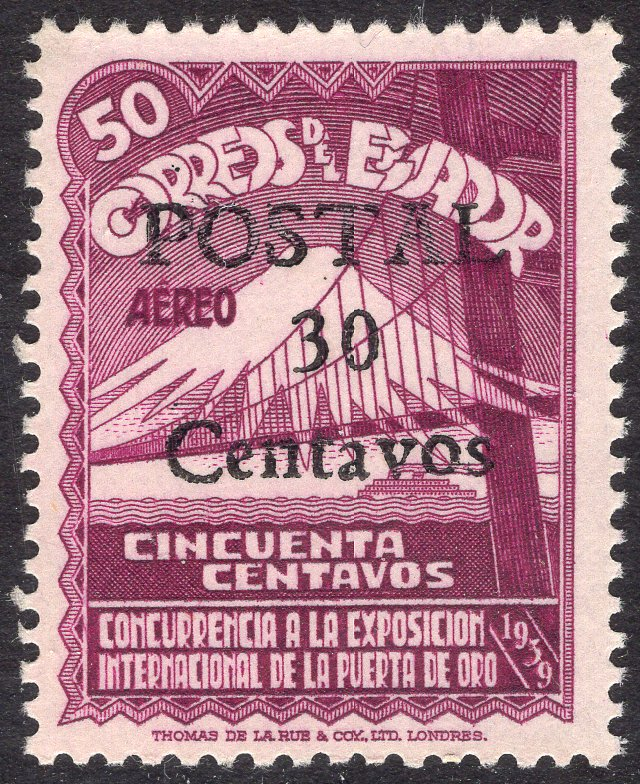 50
CORREOS DEL ECUADOR
POSTAL
AEREO
30
Centavos
CINCUENTA
CENTAVOS
CONCURRENCIA A LA EXPOSICION
INTERNACIONAL DE LA PUERTA DE ORO
1939
THOMAS DE LA RUE & COY., LTD. LONDRES.